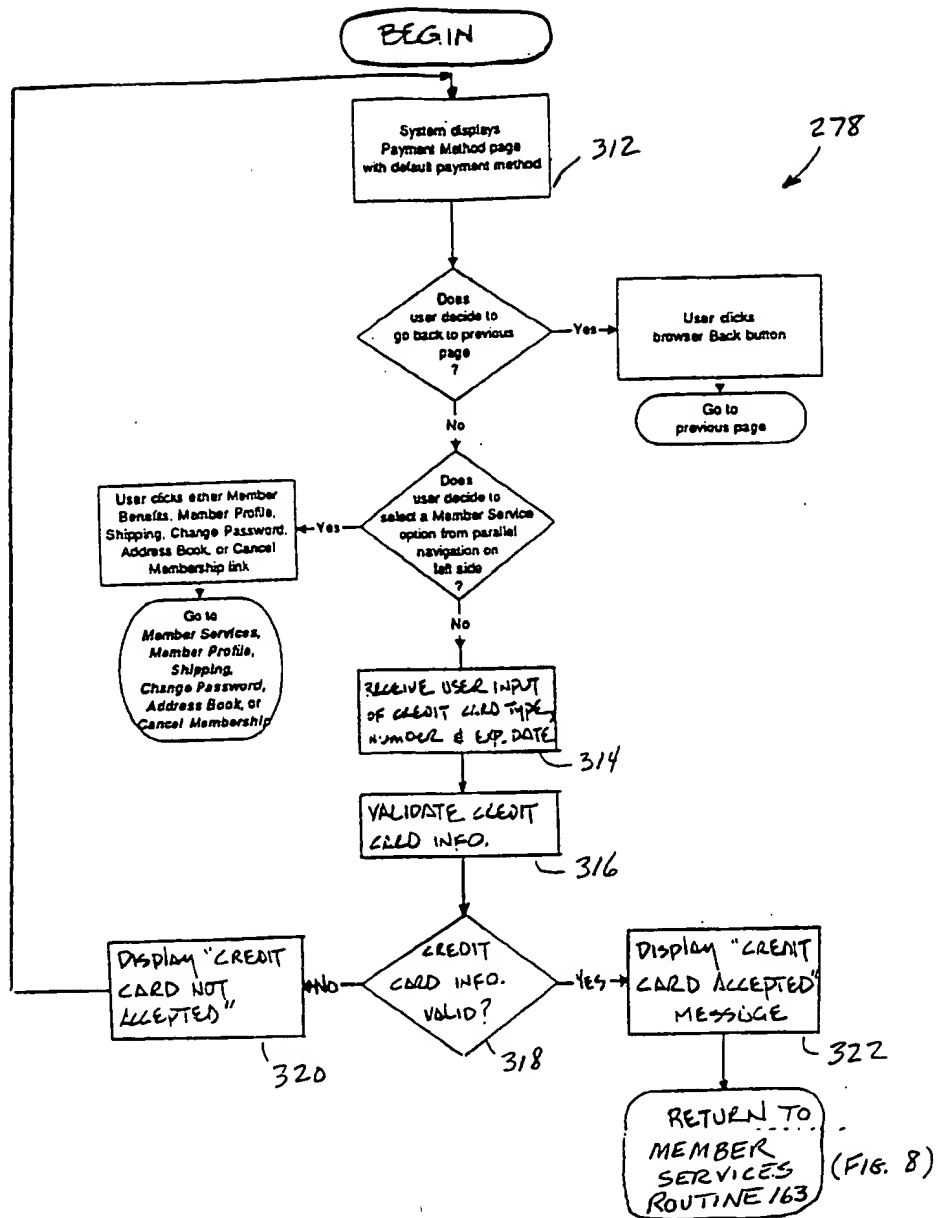 BEGIN
System displays
Payment Method page
with default payment method
312
278
Does
user decide to
go back to previous
page
?
Yes
User clicks
browser Back button
Go to
previous page
No
Does
user decide to
select a Member Service
option from parallel
navigation on
left side
?
Yes
User clicks either Member
Benefits, Member Profile,
Shipping, Change Password,
Address Book, or Cancel
Membership link
Go to
Member Services,
Member Profile,
Shipping,
Change Password,
Address Book, or
Cancel Membership
No
RECEIVE USER INPUT
OF CREDIT CARD TYPE,
NUMBER & EXP. DATE
314
VALIDATE CREDIT
CARD INFO.
316
CREDIT
CARD INFO.
VALID?
318
No
DISPLAY "CREDIT
CARD NOT
ACCEPTED"
320
Yes
DISPLAY "CREDIT
CARD ACCEPTED"
MESSAGE
322
RETURN TO
MEMBER
SERVICES
ROUTINE 163
(FIG. 8)